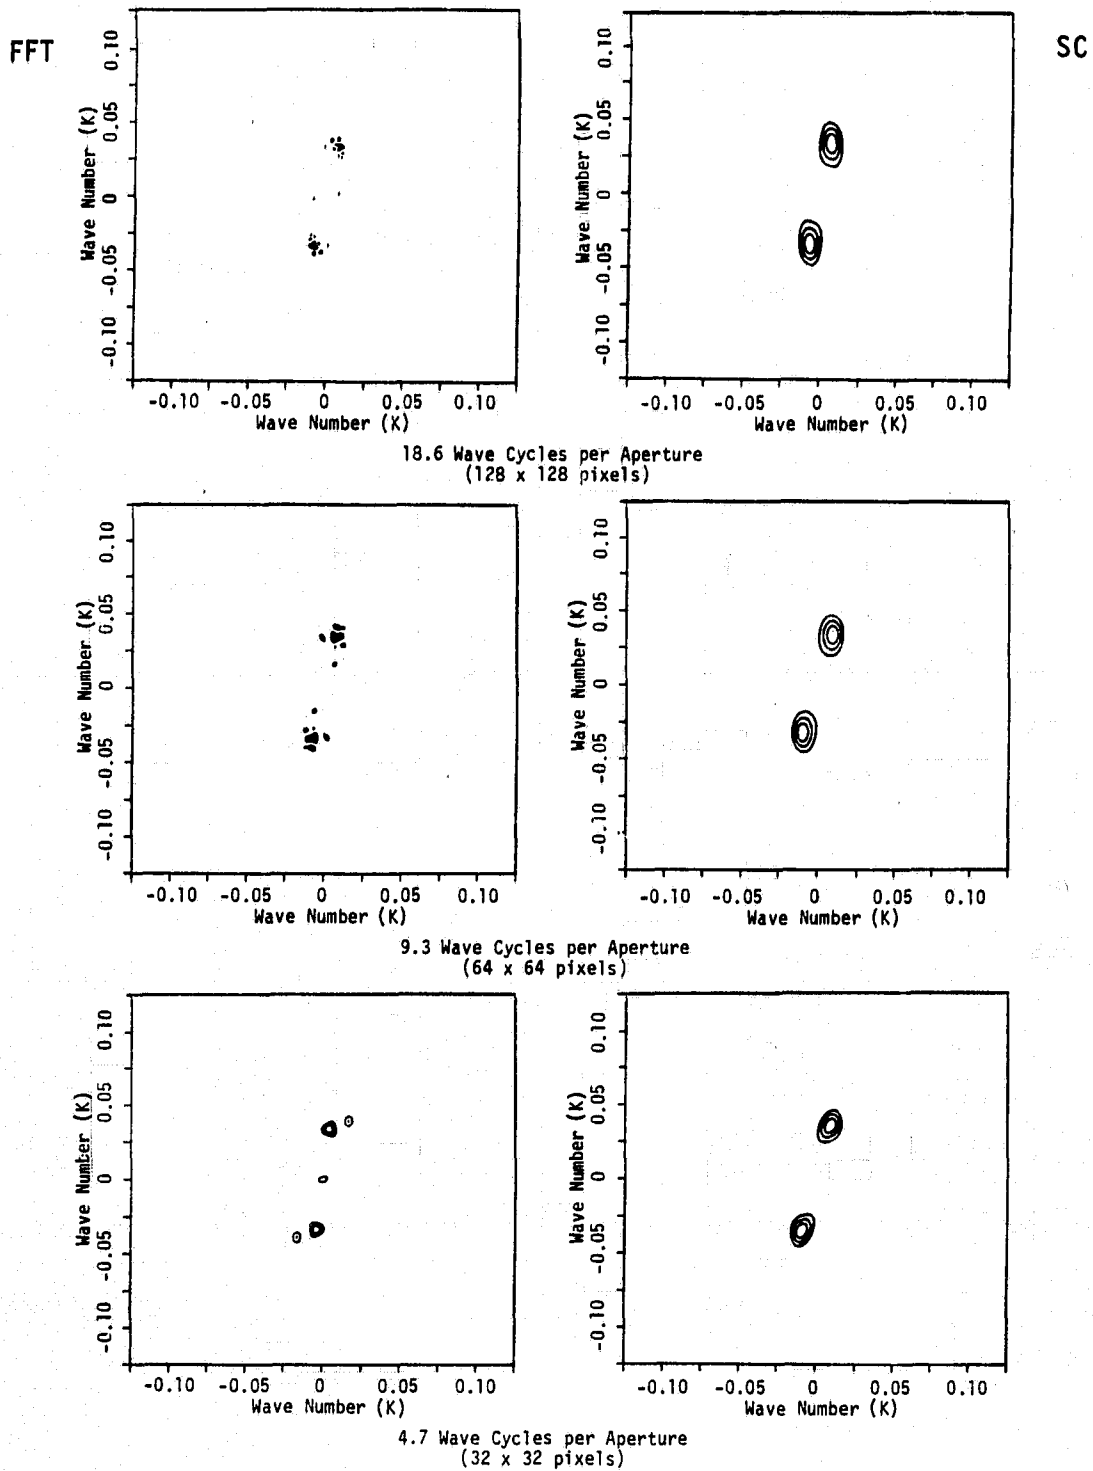 FFT
SC
Wave Number (K)
0.10
0.05
0
-0.05
-0.10
-0.10 -0.05 0 0.05 0.10
Wave Number (K)
Wave Number (K)
0.10
0.05
0
-0.05
-0.10
-0.10 -0.05 0 0.05 0.10
Wave Number (K)
18.6 Wave Cycles per Aperture
(128 x 128 pixels)
Wave Number (K)
0.10
0.05
0
-0.05
-0.10
-0.10 -0.05 0 0.05 0.10
Wave Number (K)
Wave Number (K)
0.10
0.05
0
-0.05
-0.10
-0.10 -0.05 0 0.05 0.10
Wave Number (K)
9.3 Wave Cycles per Aperture
(64 x 64 pixels)
Wave Number (K)
0.10
0.05
0
-0.05
-0.10
-0.10 -0.05 0 0.05 0.10
Wave Number (K)
Wave Number (K)
0.10
0.05
0
-0.05
-0.10
-0.10 -0.05 0 0.05 0.10
Wave Number (K)
4.7 Wave Cycles per Aperture
(32 x 32 pixels)